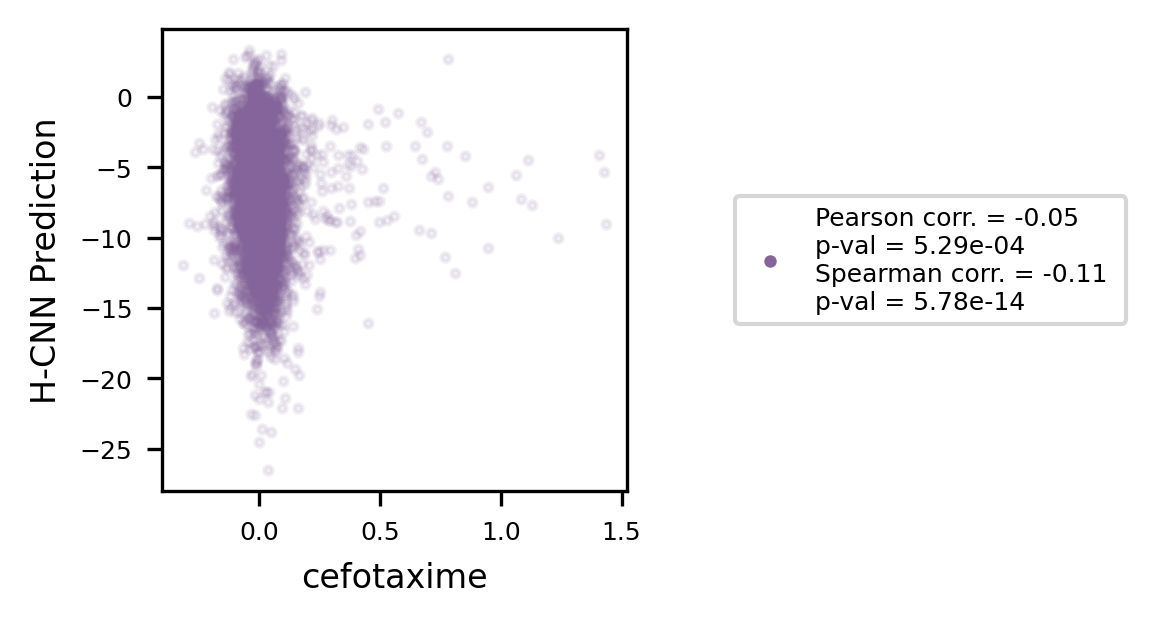 H-CNN Prediction
0
−5
−10
−15
−20
−25
0.0 0.5 1.0 1.5
cefotaxime
Pearson corr. = -0.05
p-val = 5.29e-04
Spearman corr. = -0.11
p-val = 5.78e-14